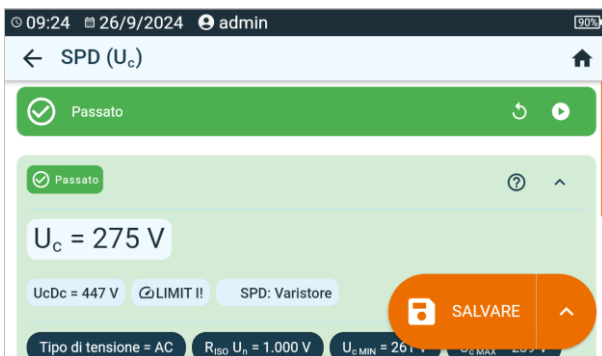 09:24 26/9/2024 admin 90%
SPD (Uc)
Passato
Passato
Uc = 275 V
UcDc = 447 V LIMIT I! SPD: Varistore
SALVARE
Tipo di tensione = AC RISO Un = 1.000 V Uc MIN = 261 V